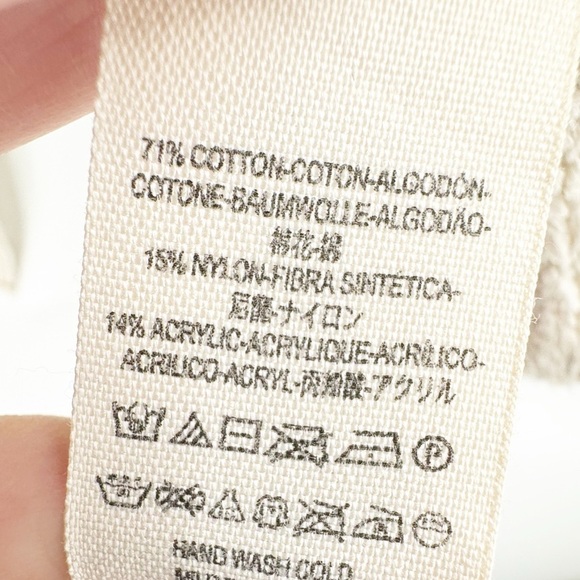 71% COTTON-COTON-ALGODÓN-
COTONE-BAUMWOLLE-ALGODÃO-
棉花-綿
15% NYLON-FIBRA SINTÉTICA-
尼龍-ナイロン
14% ACRYLIC-ACRYLIQUE-ACRÍLICO-
ACRILICO-ACRYL-丙烯酸-アクリル
P
HAND WASH COLD